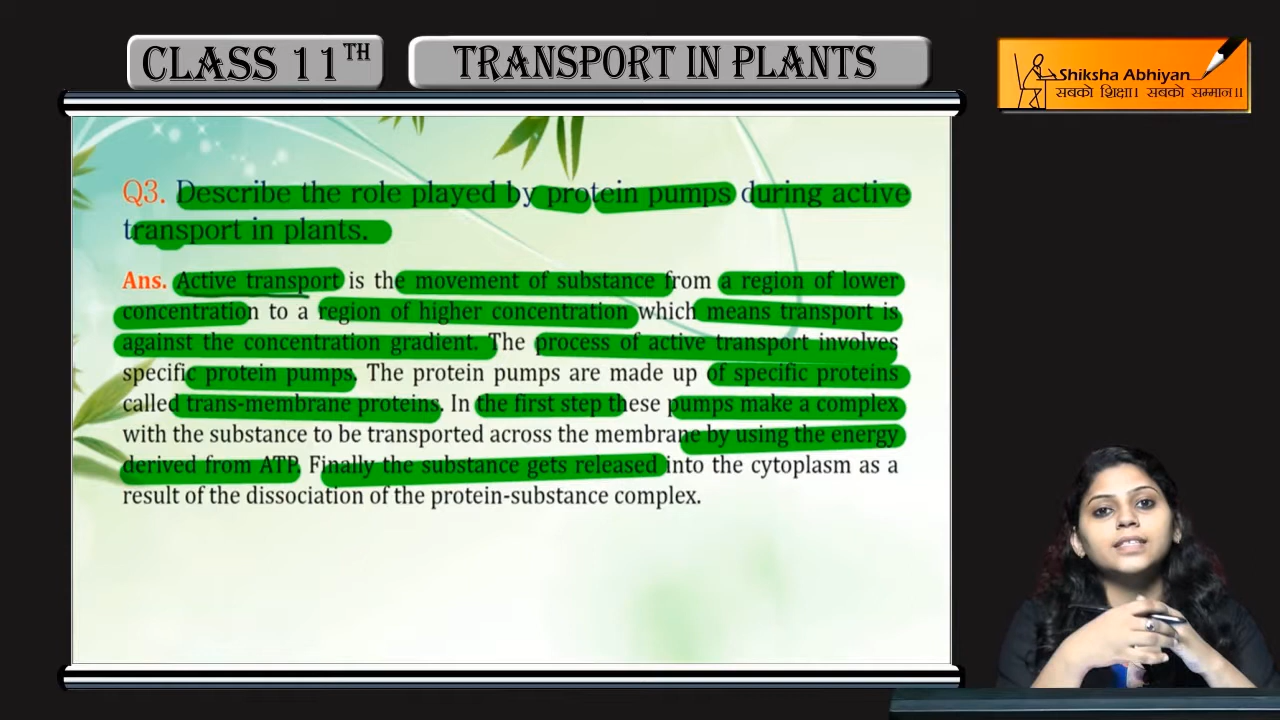 CLASS 11TH
TRANSPORT IN PLANTS
Shiksha Abhiyan
सबको शिक्षा। सबको सम्मान।।
Q3. Describe the role played by protein pumps during active
transport in plants.
Ans. Active transport is the movement of substance from a region of lower
concentration to a region of higher concentration which means transport is
against the concentration gradient. The process of active transport involves
specific protein pumps. The protein pumps are made up of specific proteins
called trans-membrane proteins. In the first step these pumps make a complex
with the substance to be transported across the membrane by using the energy
derived from ATP. Finally the substance gets released into the cytoplasm as a
result of the dissociation of the protein-substance complex.